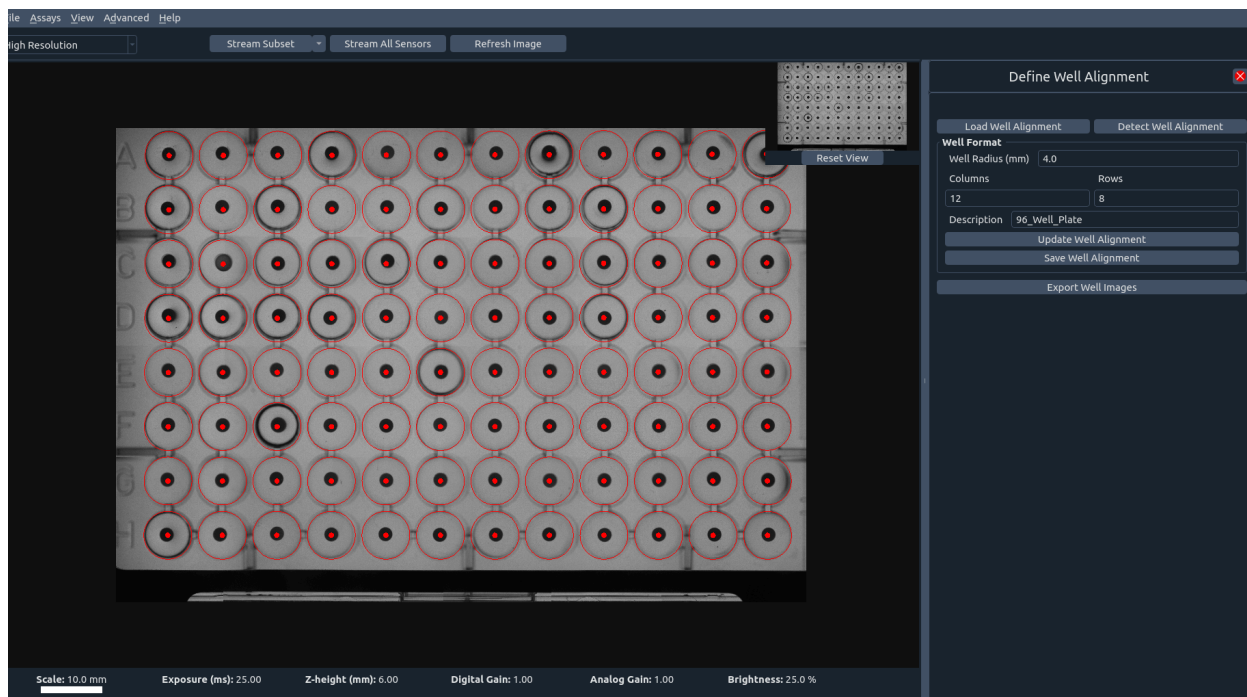 ile Assays View Advanced Help
High Resolution Stream Subset Stream All Sensors Refresh Image
Define Well Alignment
Load Well Alignment Detect Well Alignment
Well Format
Reset View
Well Radius (mm) 4.0
Columns Rows
12 8
Description 96_Well_Plate
Update Well Alignment
Save Well Alignment
Export Well Images
A
B
C
D
E
F
G
H
Scale: 10.0 mm Exposure (ms): 25.00 Z-height (mm): 6.00 Digital Gain: 1.00 Analog Gain: 1.00 Brightness: 25.0 %